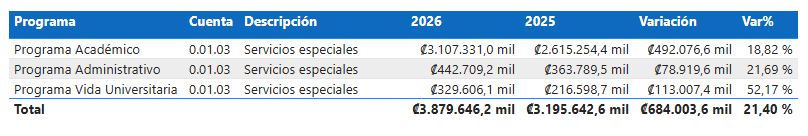 Programa Cuenta Descripción 2026 2025 Variación Var%
Programa Académico 0.01.03 Servicios especiales ₡3.107.331,0 mil ₡2.615.254,4 mil ₡492.076,6 mil 18,82 %
Programa Administrativo 0.01.03 Servicios especiales ₡442.709,2 mil ₡363.789,5 mil ₡78.919,6 mil 21,69 %
Programa Vida Universitaria 0.01.03 Servicios especiales ₡329.606,1 mil ₡216.598,7 mil ₡113.007,4 mil 52,17 %
Total ₡3.879.646,2 mil ₡3.195.642,6 mil ₡684.003,6 mil 21,40 %